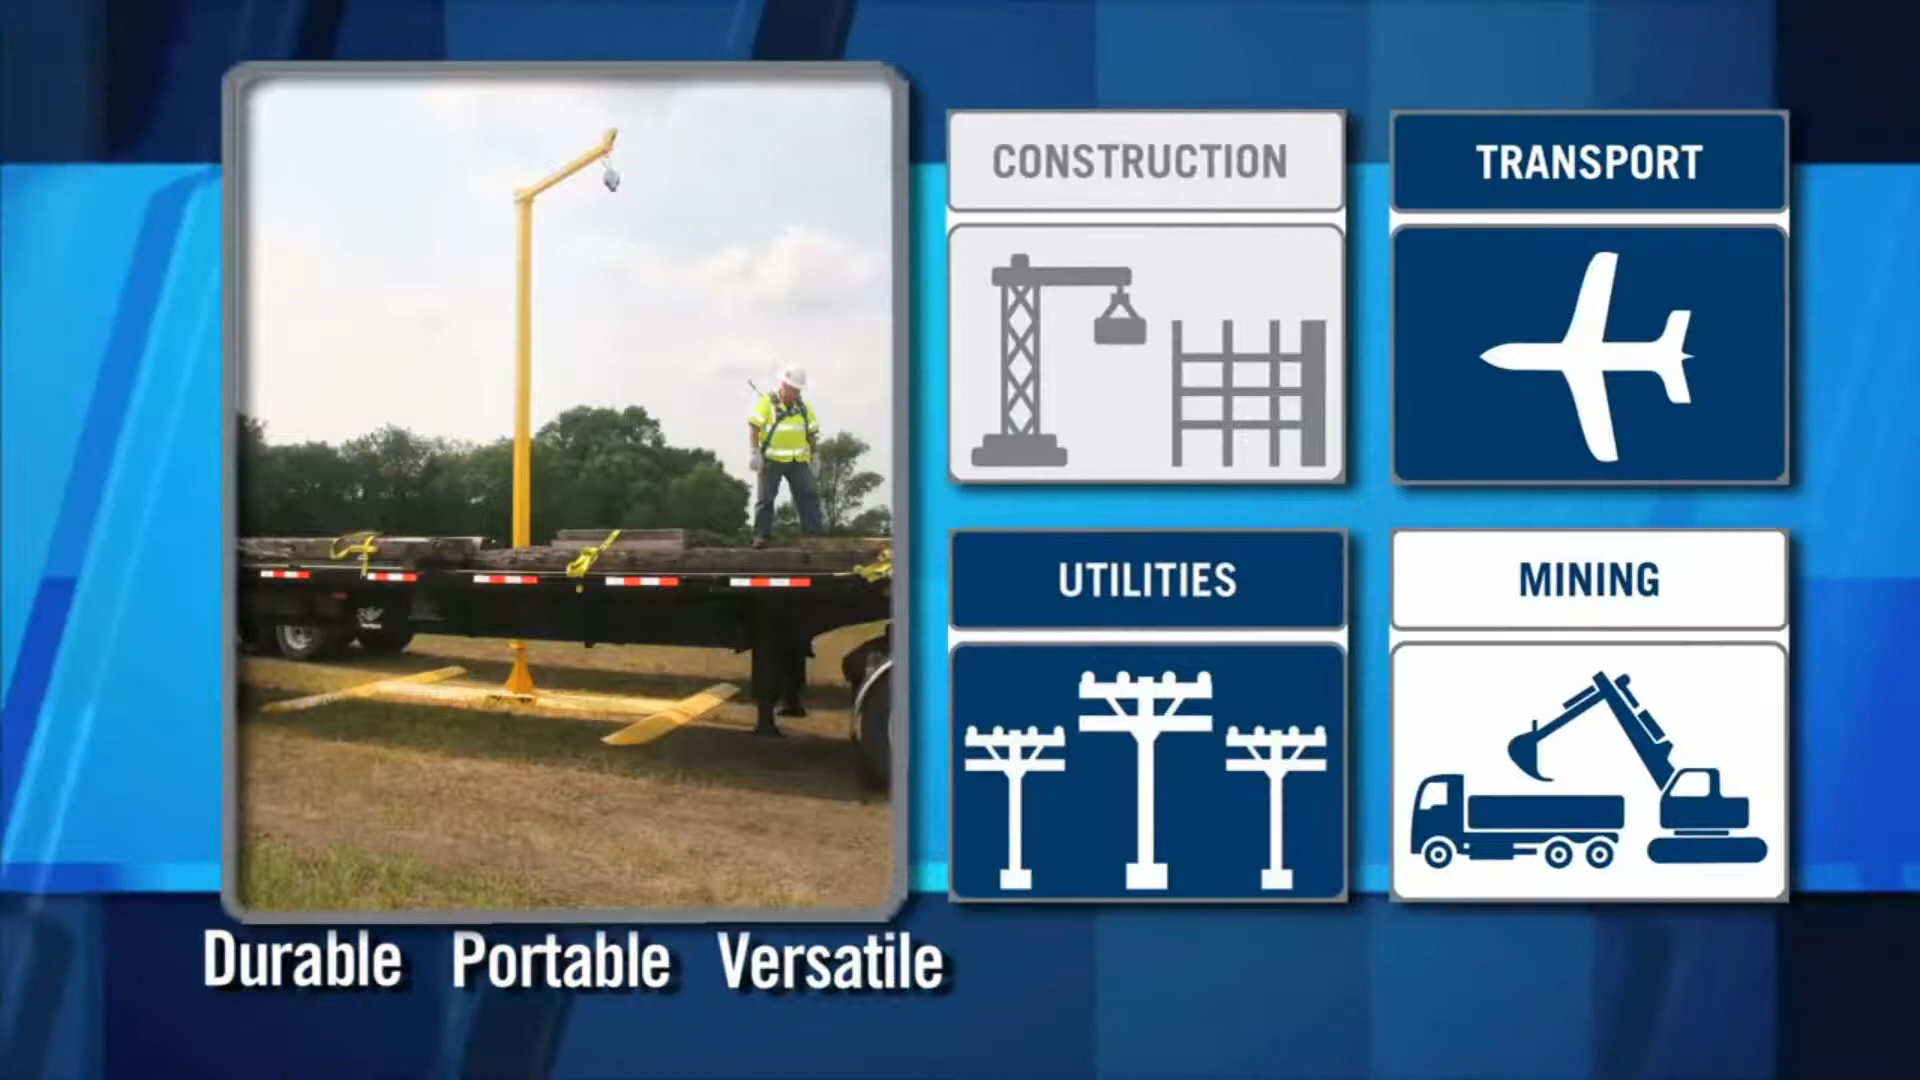 CONSTRUCTION
TRANSPORT
UTILITIES
MINING
Durable Portable Versatile